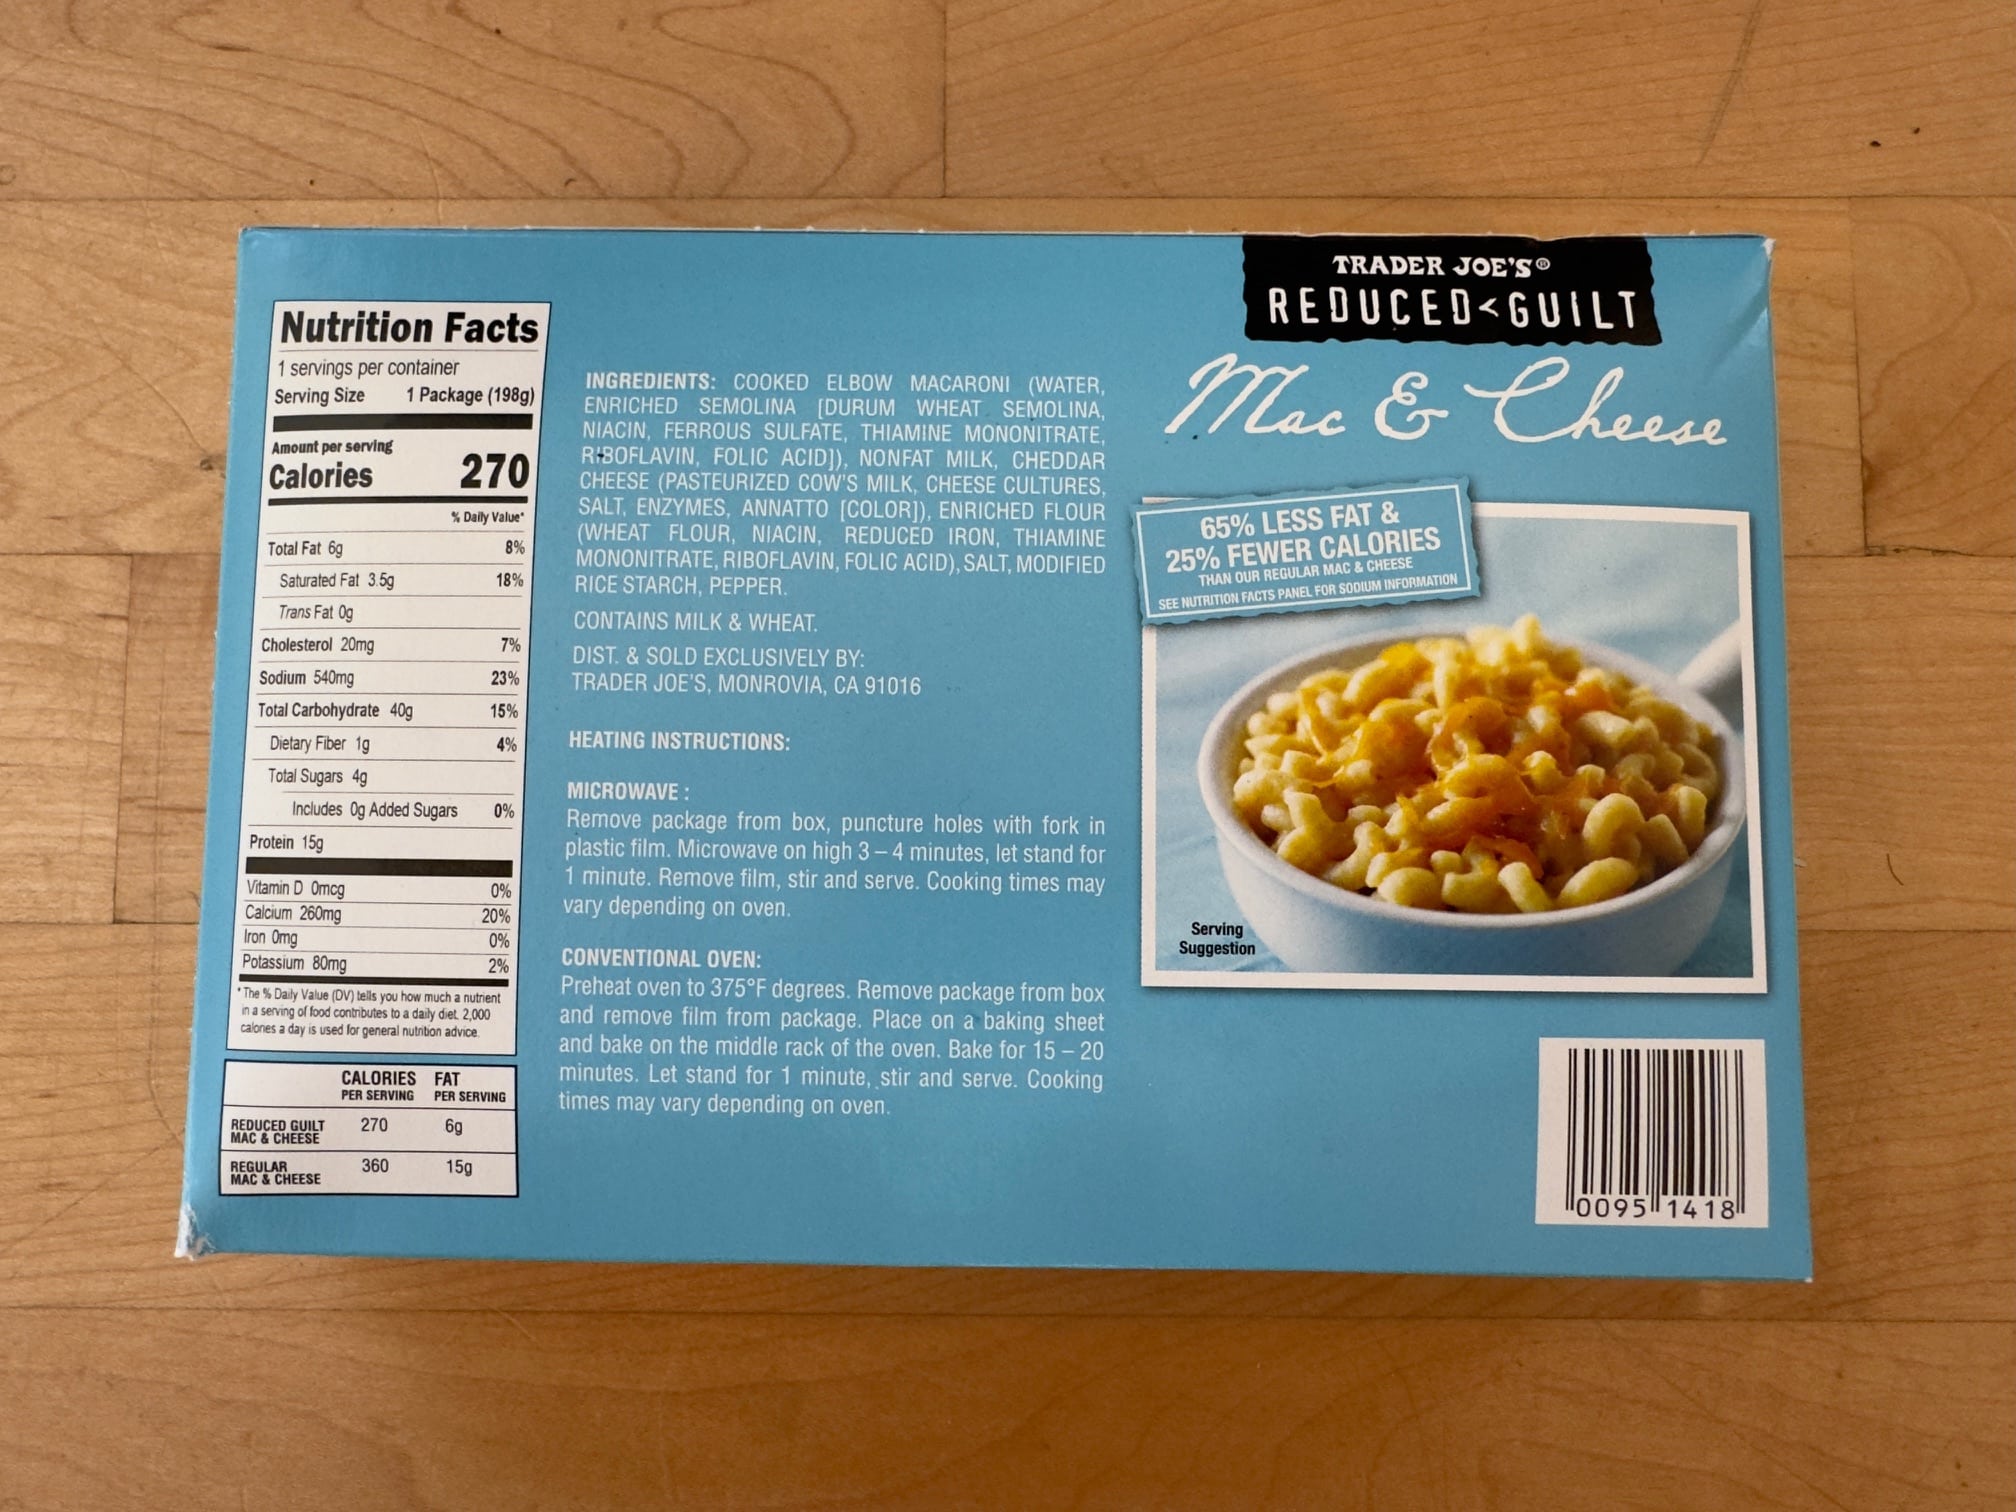 Nutrition Facts
1 servings per container
Serving Size 1 Package (198g)
Amount per serving
Calories 270
% Daily Value*
Total Fat 6g 8%
Saturated Fat 3.5g 18%
Trans Fat 0g
Cholesterol 20mg 7%
Sodium 540mg 23%
Total Carbohydrate 40g 15%
Dietary Fiber 1g 4%
Total Sugars 4g
Includes 0g Added Sugars 0%
Protein 15g
Vitamin D 0mcg 0%
Calcium 260mg 20%
Iron 0mg 0%
Potassium 80mg 2%
*The % Daily Value (DV) tells you how much a nutrient
in a serving of food contributes to a daily diet. 2,000
calories a day is used for general nutrition advice.
CALORIES FAT
PER SERVING PER SERVING
REDUCED GUILT
MAC & CHEESE 270 6g
REGULAR
MAC & CHEESE 360 15g
INGREDIENTS: COOKED ELBOW MACARONI (WATER,
ENRICHED SEMOLINA [DURUM WHEAT SEMOLINA,
NIACIN, FERROUS SULFATE, THIAMINE MONONITRATE,
RIBOFLAVIN, FOLIC ACID]), NONFAT MILK, CHEDDAR
CHEESE (PASTEURIZED COW'S MILK, CHEESE CULTURES,
SALT, ENZYMES, ANNATTO [COLOR]), ENRICHED FLOUR
(WHEAT FLOUR, NIACIN, REDUCED IRON, THIAMINE
MONONITRATE, RIBOFLAVIN, FOLIC ACID), SALT, MODIFIED
RICE STARCH, PEPPER.
CONTAINS MILK & WHEAT.
DIST. & SOLD EXCLUSIVELY BY:
TRADER JOE'S, MONROVIA, CA 91016
HEATING INSTRUCTIONS:
MICROWAVE :
Remove package from box, puncture holes with fork in
plastic film. Microwave on high 3 – 4 minutes, let stand for
1 minute. Remove film, stir and serve. Cooking times may
vary depending on oven.
CONVENTIONAL OVEN:
Preheat oven to 375°F degrees. Remove package from box
and remove film from package. Place on a baking sheet
and bake on the middle rack of the oven. Bake for 15 – 20
minutes. Let stand for 1 minute, stir and serve. Cooking
times may vary depending on oven.
TRADER JOE'S®
REDUCED<GUILT
Mac & Cheese
65% LESS FAT &
25% FEWER CALORIES
THAN OUR REGULAR MAC & CHEESE
SEE NUTRITION FACTS PANEL FOR SODIUM INFORMATION
Serving
Suggestion
0095 1418